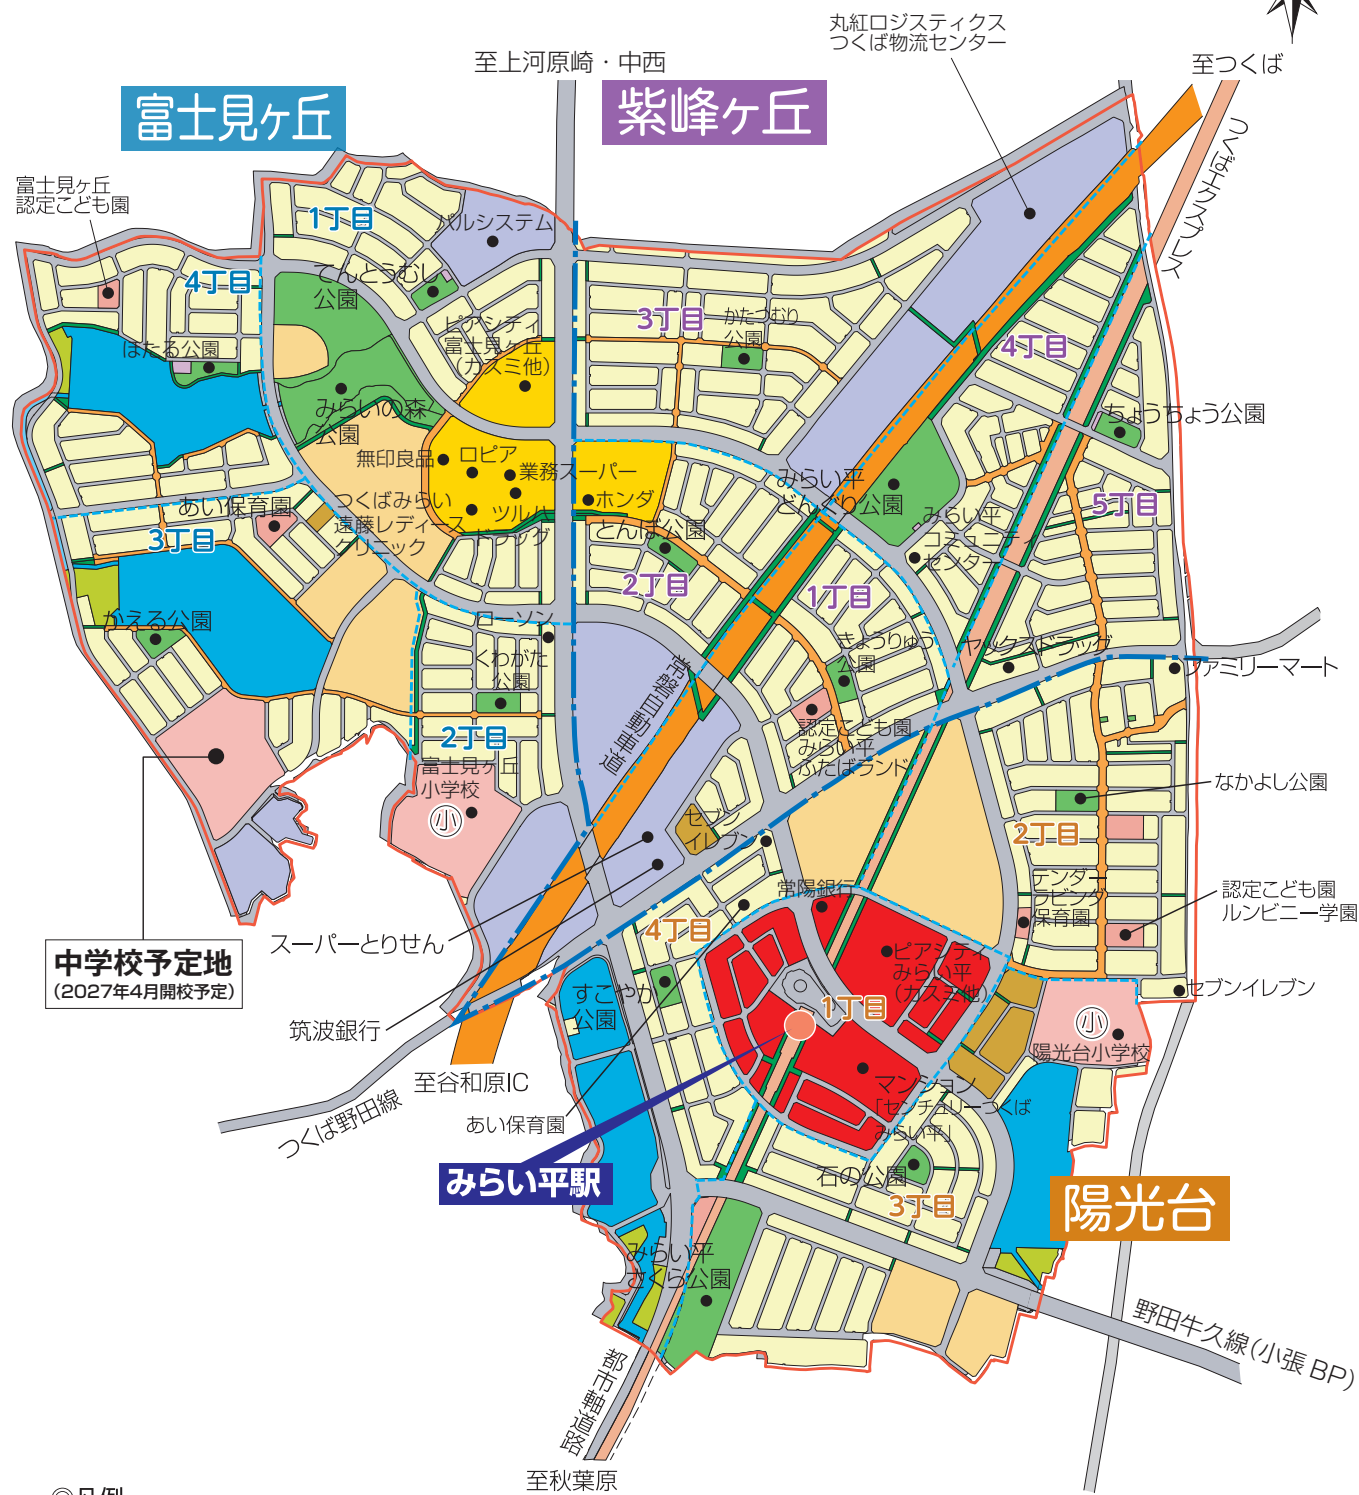 丸紅ロジスティクス
つくば物流センター
至上河原崎・中西
至つくば
富士見ヶ丘
紫峰ヶ丘
つくばエクスプレス
富士見ヶ丘
認定こども園
1丁目
パルシステム
4丁目
てんとうむし
公園
ピアシティ
富士見ヶ丘
(カスミ他)
3丁目
かたつむり
公園
4丁目
ほたる公園
みらいの森
公園
ちょうちょう公園
無印良品
ロピア
業務スーパー
ツルハ
ドラッグ
ホンダ
みらい平
どんぐり公園
つくばみらい
遠藤レディース
クリニック
あい保育園
とんぼ公園
みらい平
コミュニティ
センター
5丁目
3丁目
2丁目
1丁目
かえる公園
ローソン
くわがた
公園
きょうりゅう
公園
ヤックスドラッグ
ファミリーマート
常磐自動車道
2丁目
富士見ヶ丘
小学校
小
認定こども園
みらい平
ふたばランド
なかよし公園
セブン
イレブン
2丁目
常陽銀行
テンダー
ラビング
保育園
認定こども園
ルンビニー学園
中学校予定地
(2027年4月開校予定)
スーパーとりせん
4丁目
ピアシティ
みらい平
(カスミ他)
すこやか
公園
1丁目
セブンイレブン
筑波銀行
小
陽光台小学校
至谷和原IC
マンション
「センチュリーつくば
みらい平」
つくば野田線
あい保育園
みらい平駅
石の公園
3丁目
陽光台
みらい平
さくら公園
野田牛久線(小張BP)
都市軸道路
至秋葉原
◎凡例